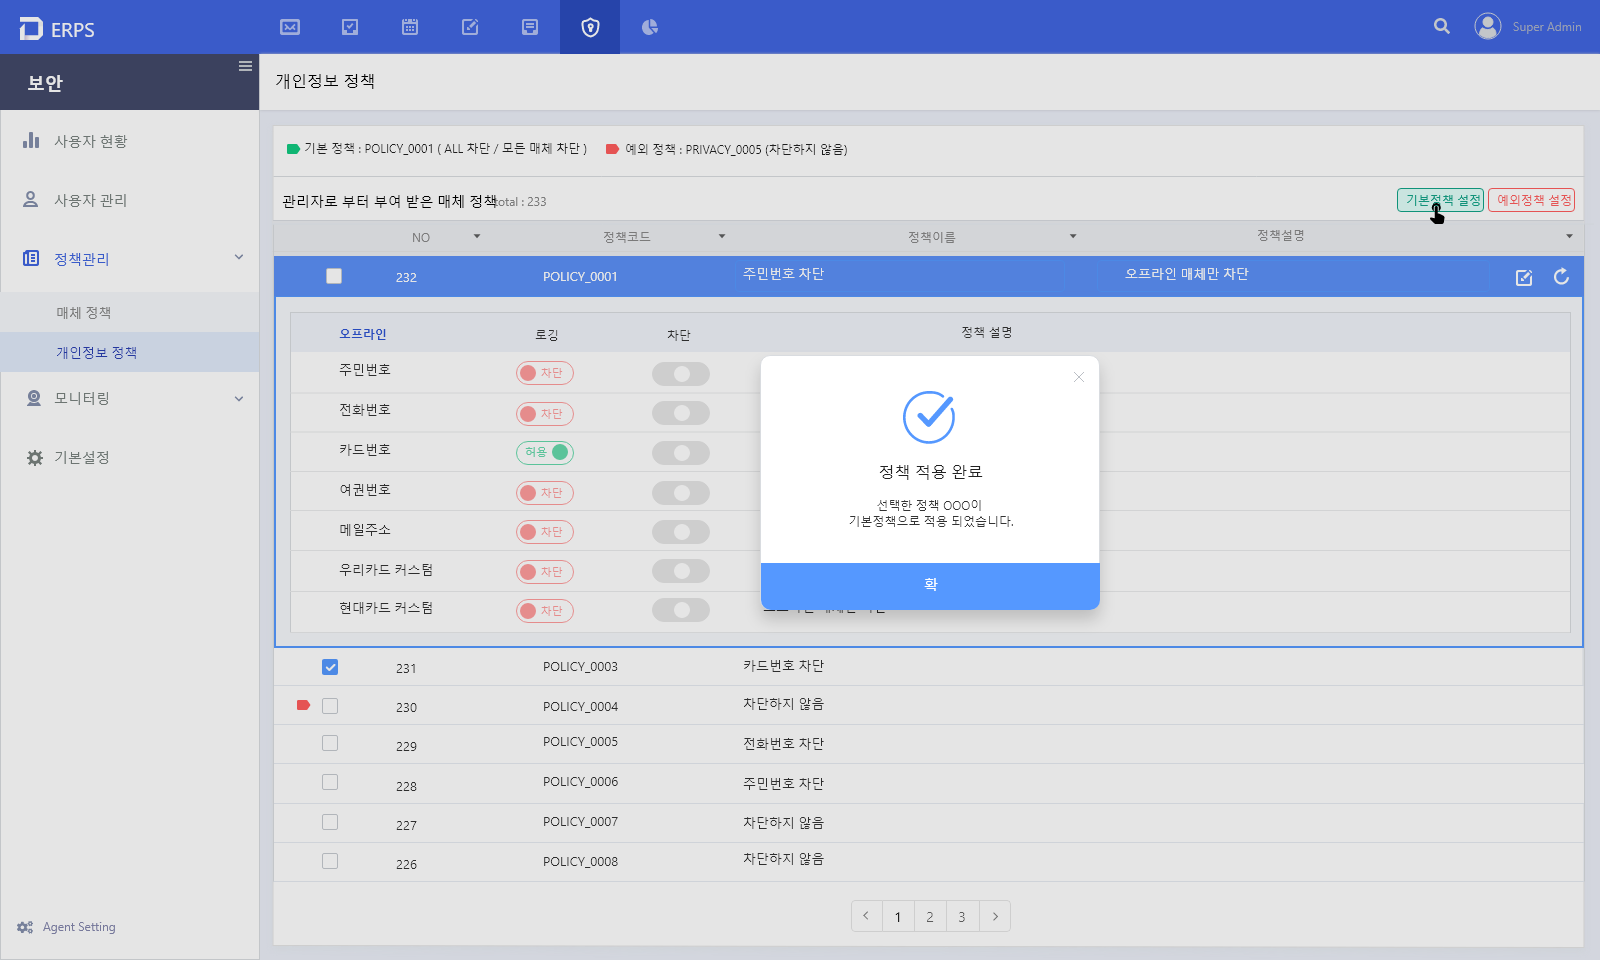 ERPS
Super Admin
보안
개인정보 정책
사용자 현황
사용자 관리
정책관리
매체 정책
개인정보 정책
모니터링
기본설정
Agent Setting
기본 정책 : POLICY_0001 ( ALL 차단 / 모든 매체 차단 )
예외 정책 : PRIVACY_0005 (차단하지 않음)
관리자로 부터 부여 받은 매체 정책
total : 233
기본정책 설정
예외정책 설정
NO 정책코드 정책이름 정책설명
232 POLICY_0001 주민번호 차단 오프라인 매체만 차단
오프라인 로깅 차단 정책 설명
주민번호 차단
전화번호 차단
카드번호 허용
여권번호 차단
메일주소 차단
우리카드 커스텀 차단
현대카드 커스텀 차단
정책 적용 완료
선택한 정책 OOO이
기본정책으로 적용 되었습니다.
확
231 POLICY_0003 카드번호 차단
230 POLICY_0004 차단하지 않음
229 POLICY_0005 전화번호 차단
228 POLICY_0006 주민번호 차단
227 POLICY_0007 차단하지 않음
226 POLICY_0008 차단하지 않음
1 2 3